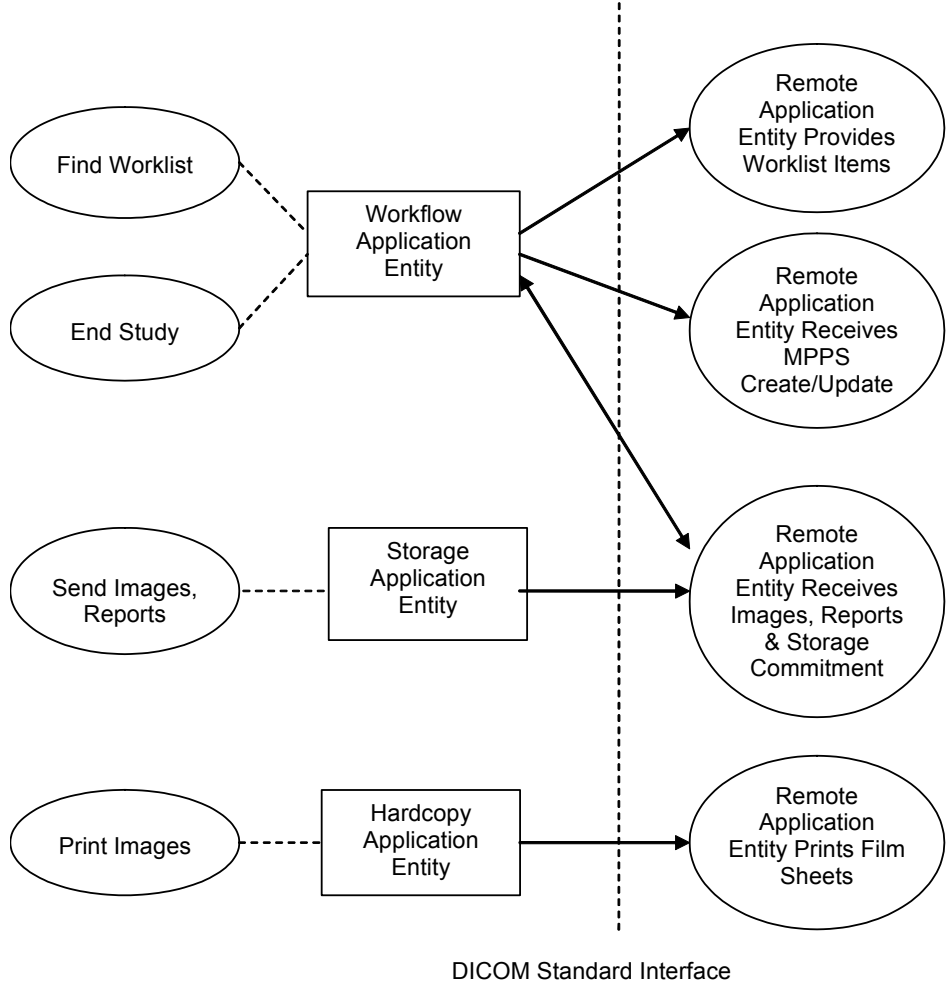 Find Worklist
End Study
Workflow
Application
Entity
Remote
Application
Entity Provides
Worklist Items
Remote
Application
Entity Receives
MPPS
Create/Update
Send Images,
Reports
Storage
Application
Entity
Remote
Application
Entity Receives
Images, Reports
& Storage
Commitment
Print Images
Hardcopy
Application
Entity
Remote
Application
Entity Prints Film
Sheets
DICOM Standard Interface